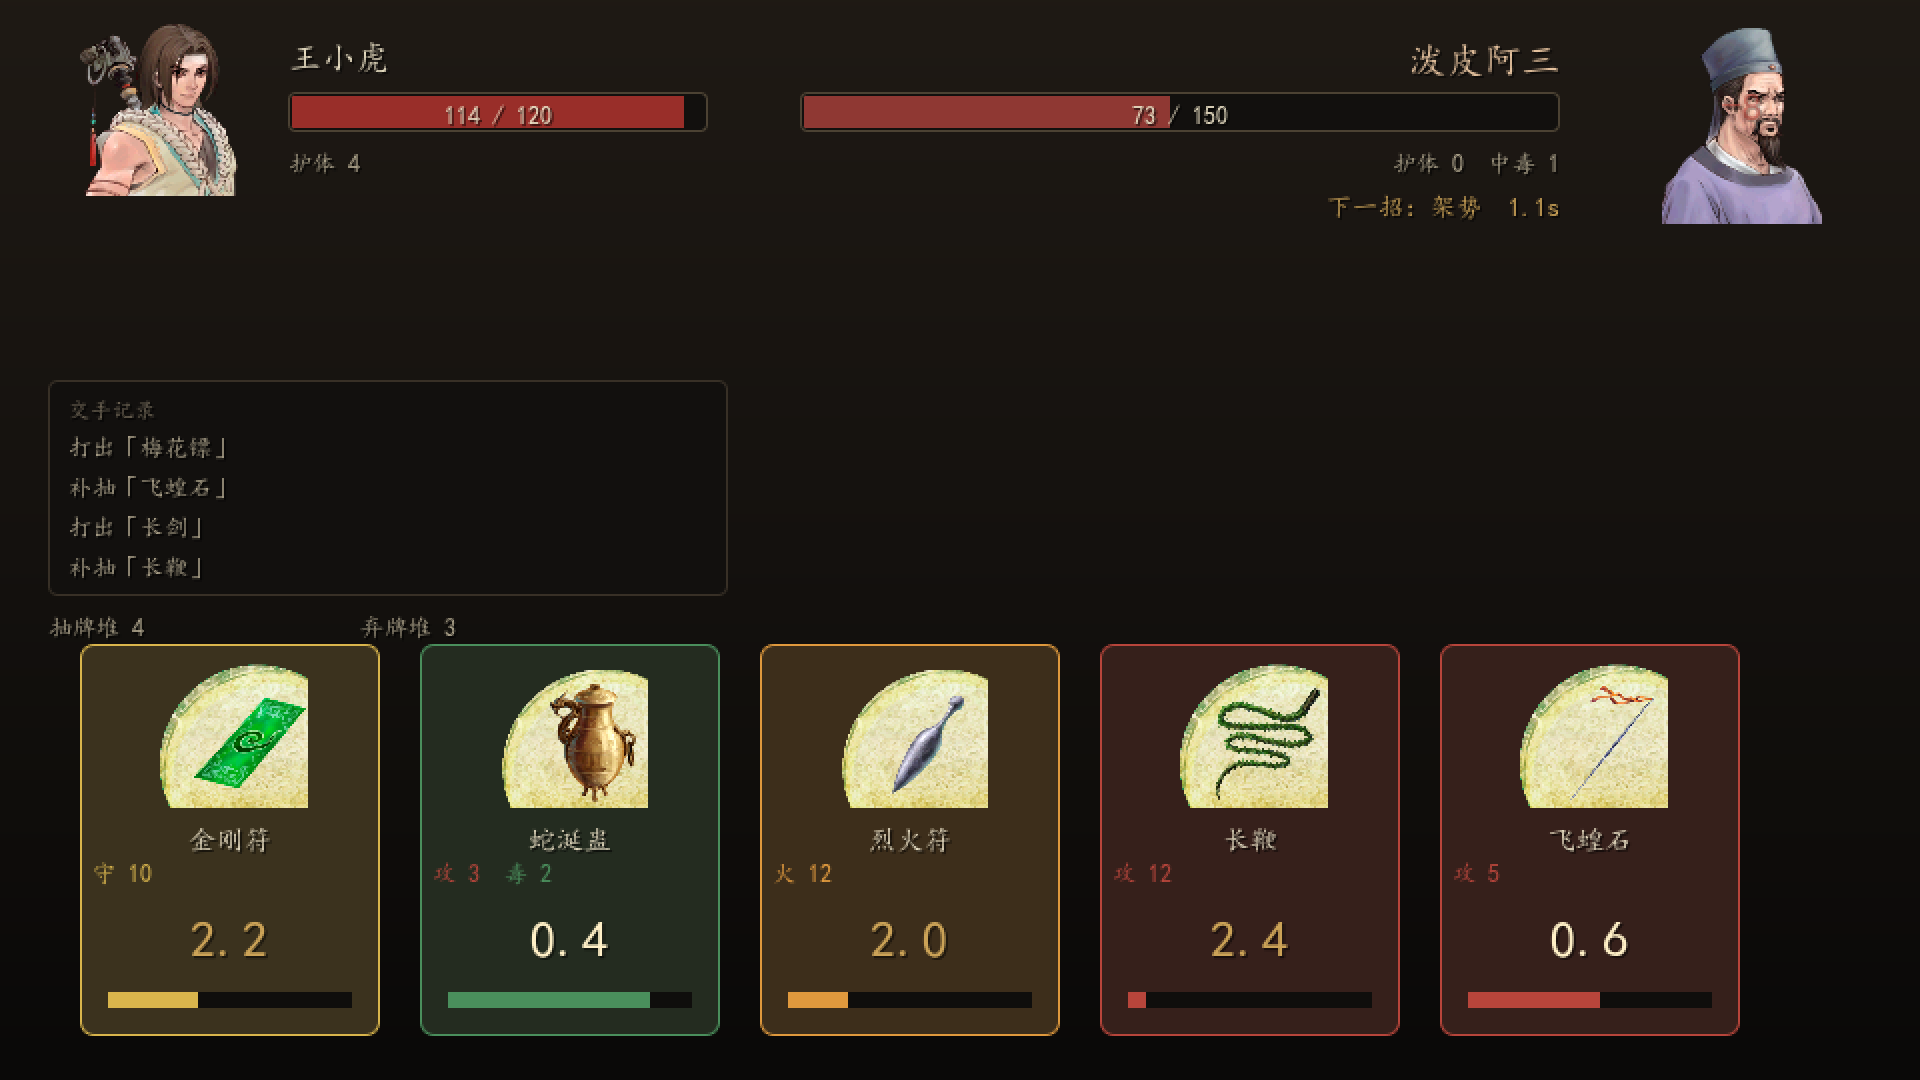 王小虎
114 / 120
护体 4
泼皮阿三
73 / 150
护体 0 中毒 1
下一招: 架势 1.1s
交手记录
打出「梅花镖」
补抽「飞蝗石」
打出「长剑」
补抽「长鞭」
抽牌堆 4
弃牌堆 3
金刚符
守 10
2.2
蛇涎蛊
攻 3 毒 2
0.4
烈火符
火 12
2.0
长鞭
攻 12
2.4
飞蝗石
攻 5
0.6